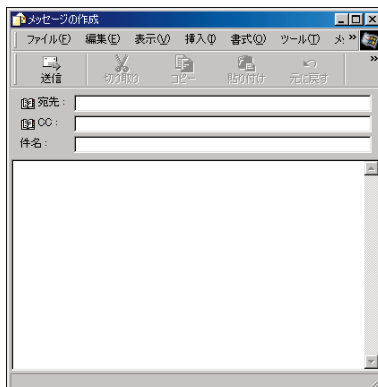 メッセージの作成
ファイル(F) 編集(E) 表示(V) 挿入(I) 書式(O) ツール(T) メ »
送信 切り取り コピー 貼り付け 元に戻す »
宛先:
CC:
件名: